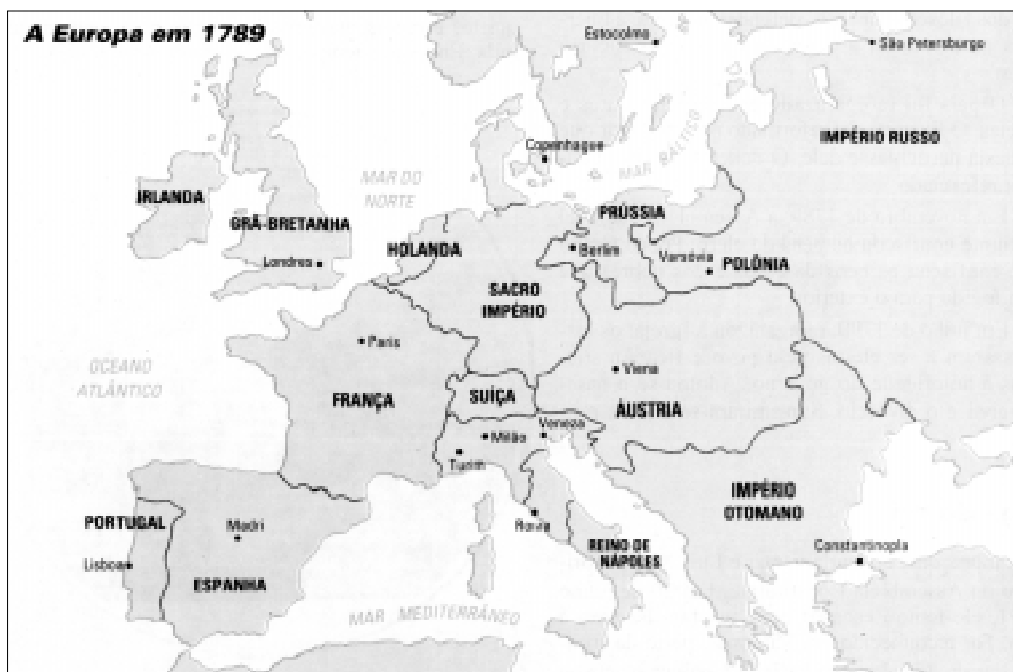 A Europa em 1789
Estocolmo
São Petersburgo
IMPÉRIO RUSSO
Copenhague
MAR BÁLTICO
MAR DO
NORTE
IRLANDA
GRÃ-BRETANHA
Londres
HOLANDA
PRÚSSIA
Berlim
Varsóvia
POLÔNIA
SACRO
IMPÉRIO
Paris
OCEANO
ATLÂNTICO
Viena
FRANÇA
SUÍÇA
ÁUSTRIA
Veneza
Milão
Turim
IMPÉRIO
OTOMANO
PORTUGAL
Madri
Roma
REINO DE
NÁPOLES
Constantinopla
Lisboa
ESPANHA
MAR MEDITERRÂNEO